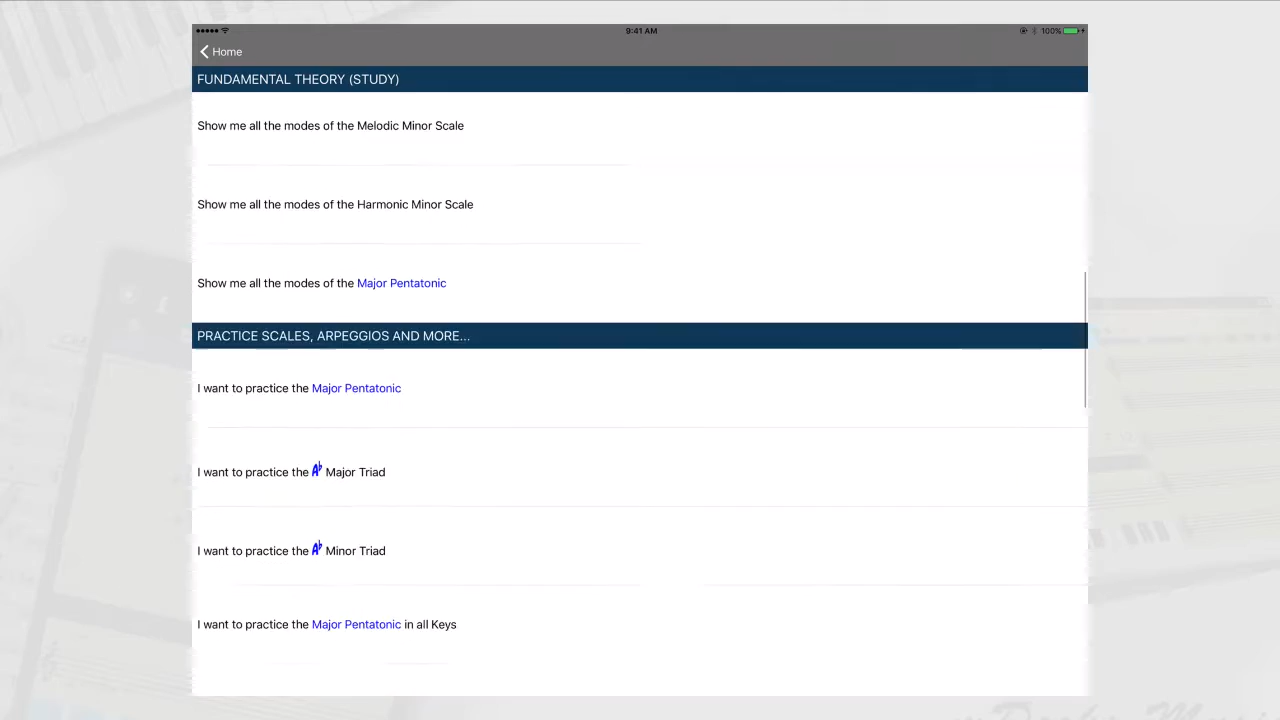 9:41 AM
100%
Home
FUNDAMENTAL THEORY (STUDY)
Show me all the modes of the Melodic Minor Scale
Show me all the modes of the Harmonic Minor Scale
Show me all the modes of the Major Pentatonic
PRACTICE SCALES, ARPEGGIOS AND MORE...
I want to practice the Major Pentatonic
I want to practice the A♭ Major Triad
I want to practice the A♭ Minor Triad
I want to practice the Major Pentatonic in all Keys